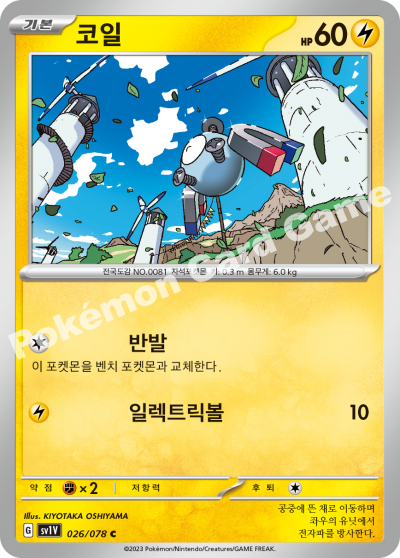 기본 코일 HP 60
전국도감 NO.0081 자석포켓몬 키: 0.3 m 몸무게: 6.0 kg
Pokémon Card Game
반발
이 포켓몬을 벤치 포켓몬과 교체한다.
일렉트릭볼 10
약점 ×2 저항력 후퇴
Illus. KIYOTAKA OSHIYAMA
G sv1V 026/078 C
공중에 뜬 채로 이동하며
좌우의 유닛에서
전자파를 방사한다.
©2023 Pokémon/Nintendo/Creatures/GAME FREAK.